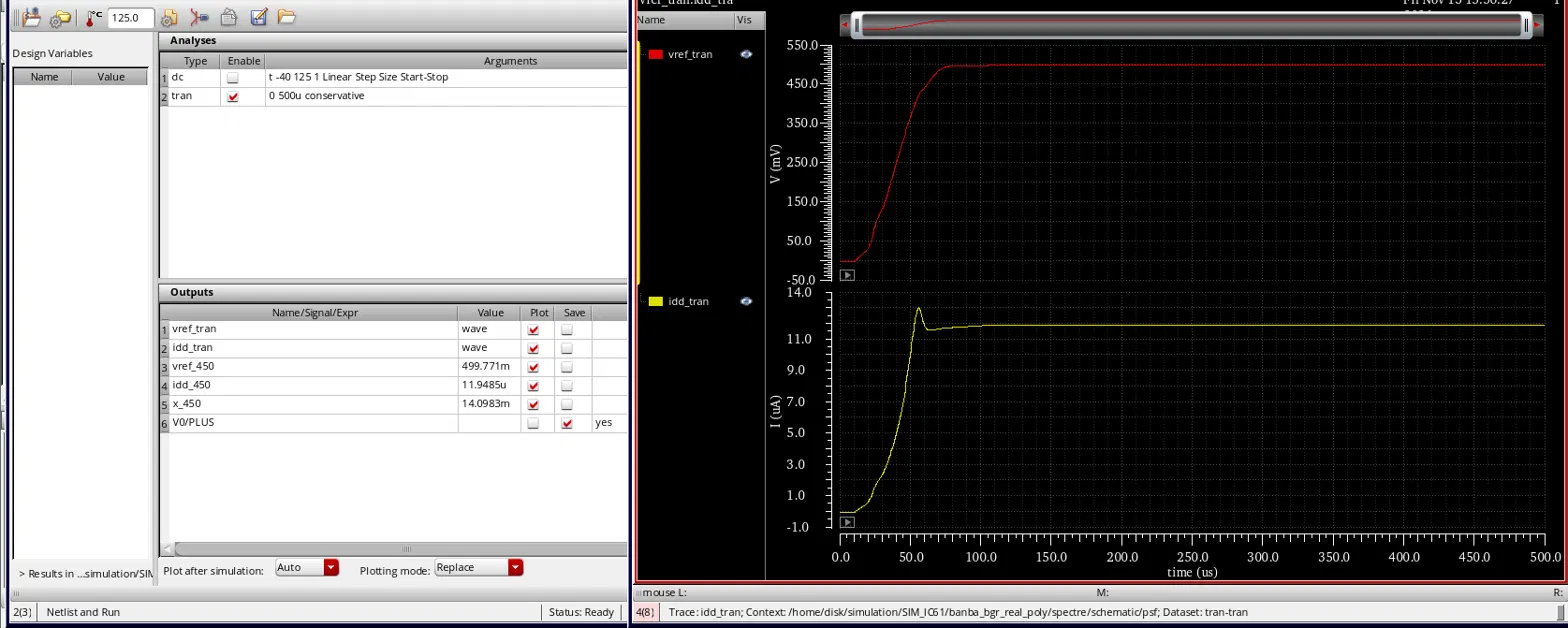 °C 125.0
Design Variables
Name Value
> Results in ...simulation/SIM
Analyses
Type Enable Arguments
1 dc t -40 125 1 Linear Step Size Start-Stop
2 tran 0 500u conservative
Outputs
Name/Signal/Expr Value Plot Save
1 vref_tran wave
2 idd_tran wave
3 vref_450 499.771m
4 idd_450 11.9485u
5 x_450 14.0983m
6 V0/PLUS yes
Plot after simulation: Auto Plotting mode: Replace
2(3) Netlist and Run Status: Ready
Name Vis
vref_tran
idd_tran
550.0
450.0
350.0
250.0
150.0
50.0
-50.0
V (mV)
14.0
11.0
9.0
7.0
5.0
3.0
1.0
-1.0
I (uA)
0.0 50.0 100.0 150.0 200.0 250.0 300.0 350.0 400.0 450.0 500.0
time (us)
mouse L: M: R:
4(8) Trace: idd_tran; Context: /home/disk/simulation/SIM_IC61/banba_bgr_real_poly/spectre/schematic/psf; Dataset: tran-tran